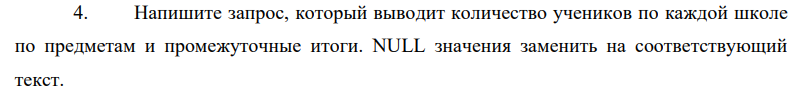 4. Напишите запрос, который выводит количество учеников по каждой школе
по предметам и промежуточные итоги. NULL значения заменить на соответствующий
текст.